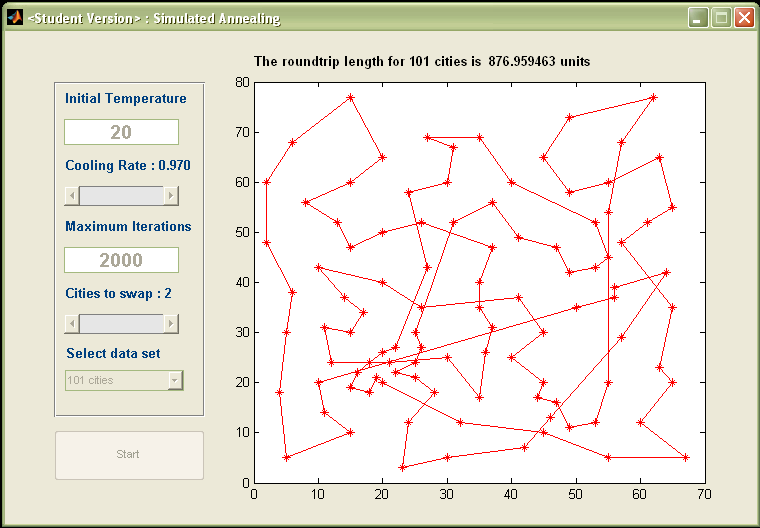 <Student Version> : Simulated Annealing
The roundtrip length for 101 cities is  876.959463 units
Initial Temperature
20
Cooling Rate : 0.970
Maximum Iterations
2000
Cities to swap : 2
Select data set
101 cities
Start
80
70
60
50
40
30
20
10
0
0 10 20 30 40 50 60 70